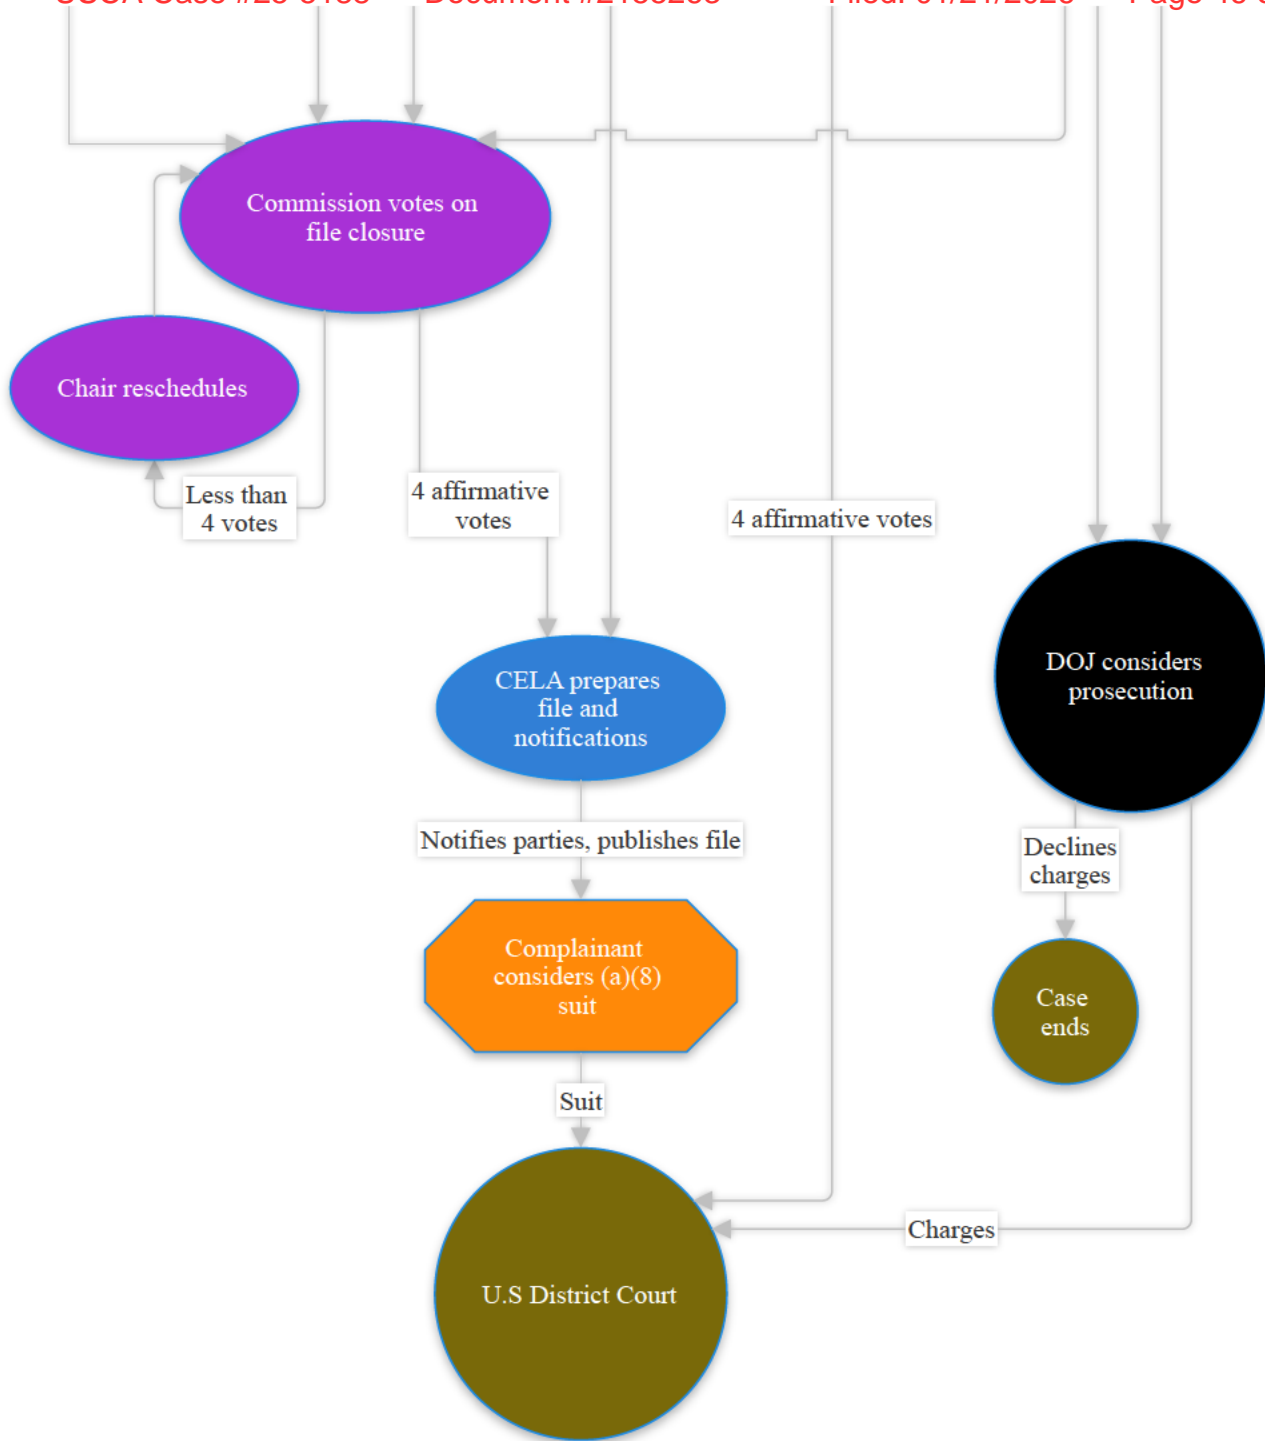 Commission votes on
file closure
Chair reschedules
Less than
4 votes
4 affirmative
votes
4 affirmative votes
DOJ considers
prosecution
CELA prepares
file and
notifications
Notifies parties, publishes file
Declines
charges
Complainant
considers (a)(8)
suit
Case
ends
Suit
Charges
U.S District Court